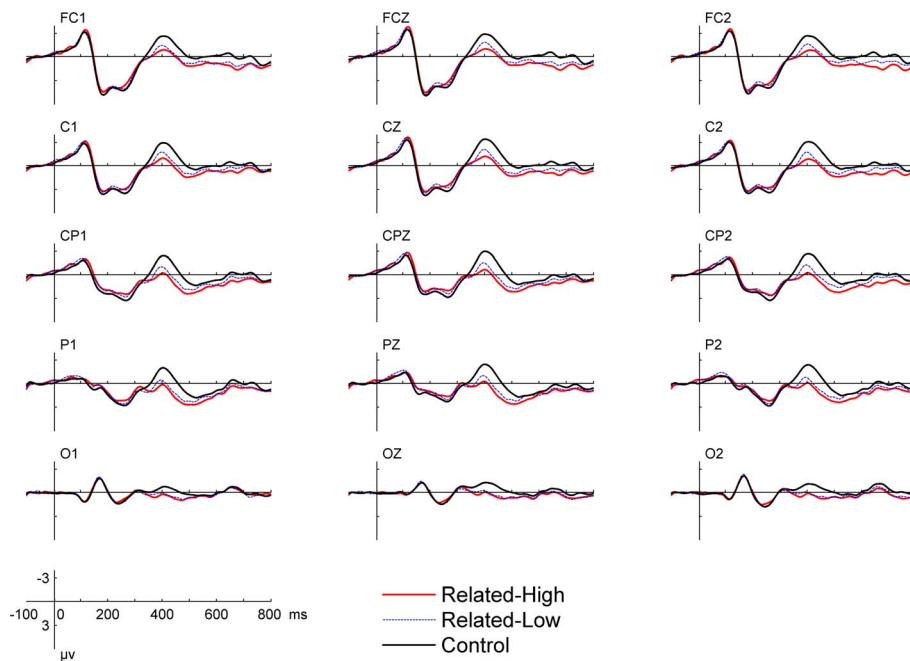 FC1 FCZ FC2
C1 CZ C2
CP1 CPZ CP2
P1 PZ P2
O1 OZ O2
-3
-100 0 200 400 600 800 ms
3
μv
Related-High
Related-Low
Control